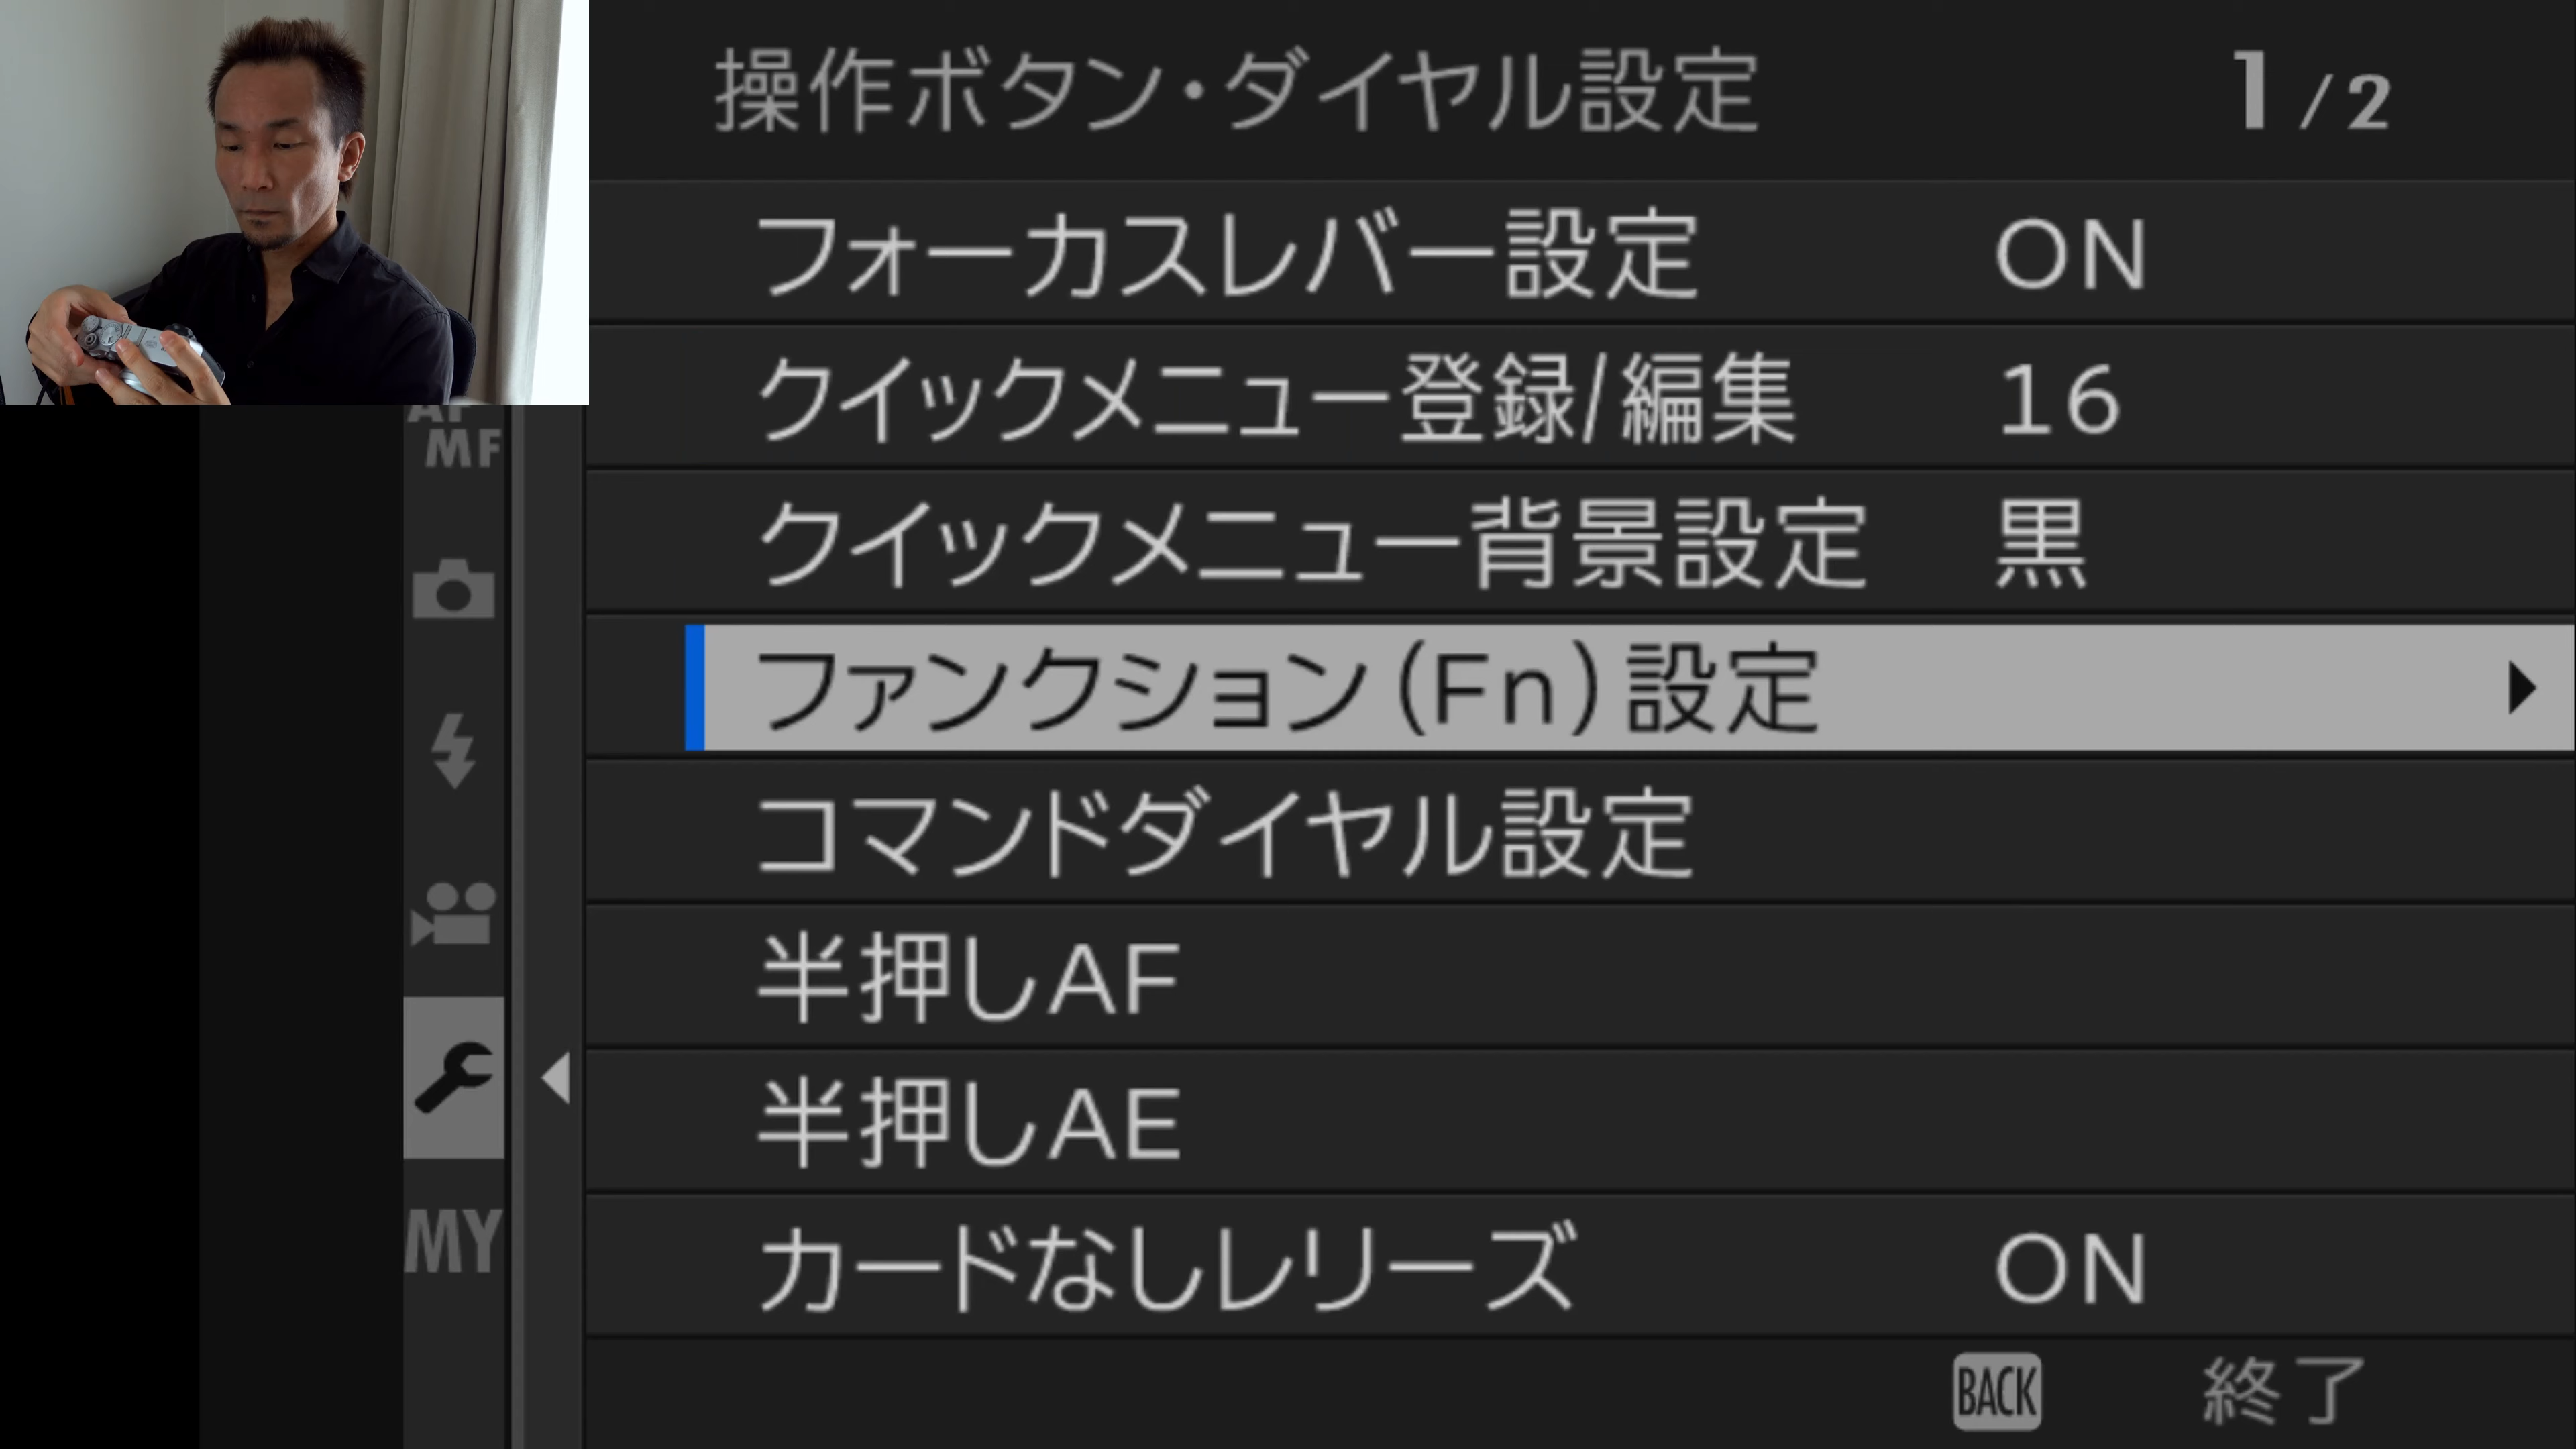 操作ボタン・ダイヤル設定 1/2
フォーカスレバー設定 ON
クイックメニュー登録/編集 16
クイックメニュー背景設定 黒
ファンクション(Fn)設定
コマンドダイヤル設定
半押しAF
半押しAE
カードなしレリーズ ON
BACK 終了
AF
MF
MY